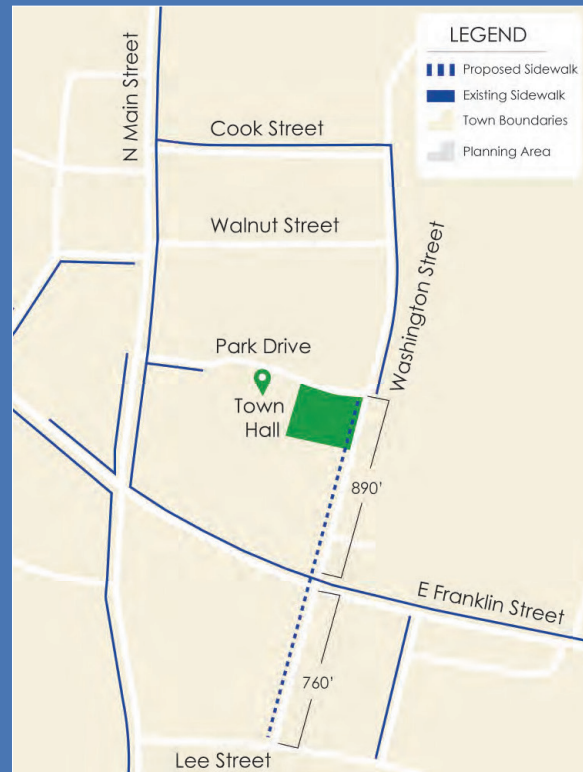 LEGEND
Proposed Sidewalk
Existing Sidewalk
Town Boundaries
Planning Area
N Main Street
Cook Street
Walnut Street
Washington Street
Park Drive
Town
Hall
890'
E Franklin Street
760'
Lee Street